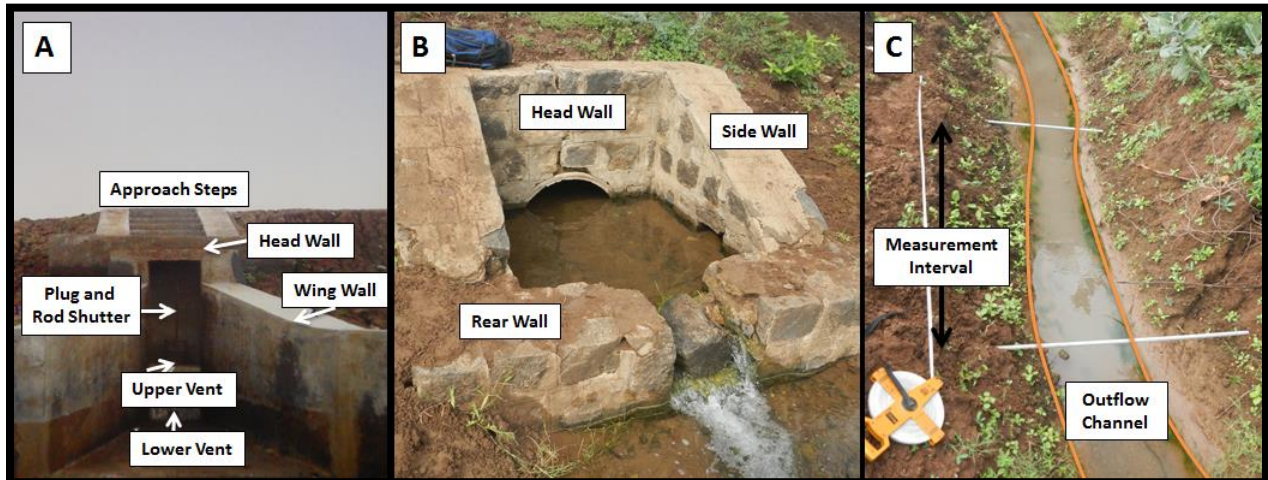 A
Approach Steps
Head Wall
Wing Wall
Plug and
Rod Shutter
Upper Vent
Lower Vent
B
Head Wall
Side Wall
Rear Wall
C
Measurement
Interval
Outflow
Channel